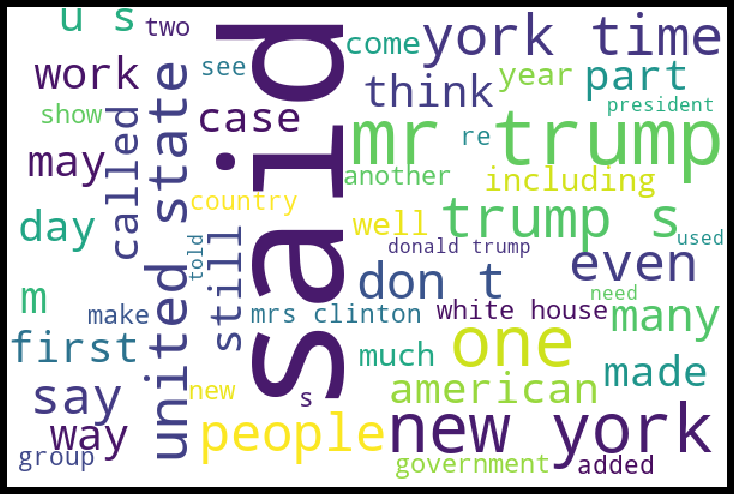 u s
two
come
york time
work
see
year
part
show
united state
called
case
said
think
president
mr trump
re
may
another
including
country
day
still
well
trump s
used
told
donald trump
even
m
don t
need
make
mrs clinton
white house
many
first
much
one
made
say
new
s
american
way
people
new york
group
government
added